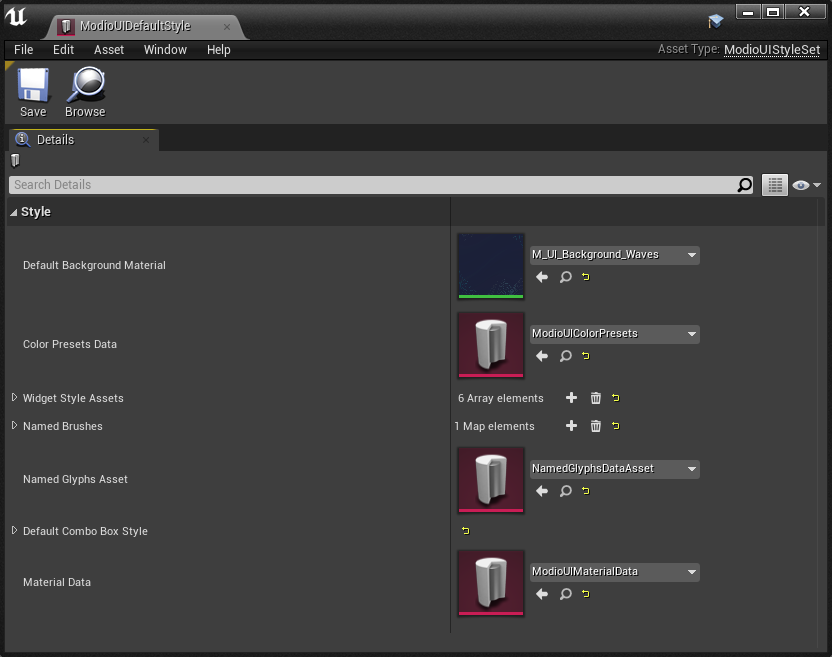 ModioUIDefaultStyle
File Edit Asset Window Help
Asset Type: ModioUIStyleSet
Save Browse
Details
Search Details
Style
Default Background Material M_UI_Background_Waves
Color Presets Data ModioUIColorPresets
Widget Style Assets 6 Array elements
Named Brushes 1 Map elements
Named Glyphs Asset NamedGlyphsDataAsset
Default Combo Box Style
Material Data ModioUIMaterialData